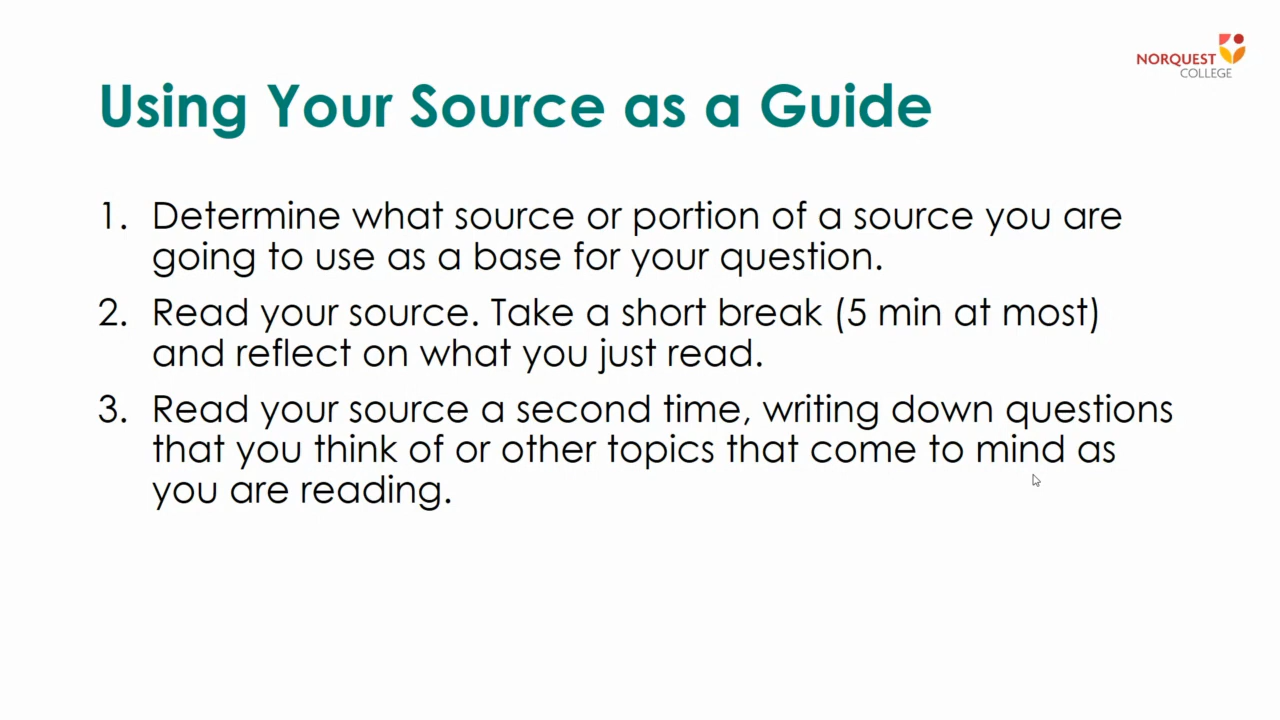 NORQUEST
COLLEGE
Using Your Source as a Guide
1. Determine what source or portion of a source you are
going to use as a base for your question.
2. Read your source. Take a short break (5 min at most)
and reflect on what you just read.
3. Read your source a second time, writing down questions
that you think of or other topics that come to mind as
you are reading.